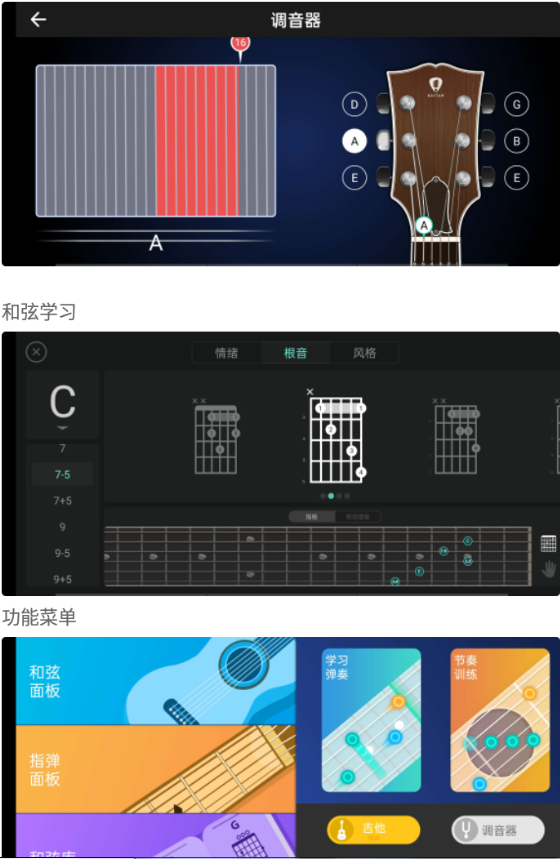 调音器
16
D
G
A
B
E
E
A
A
和弦学习
情绪
根音
风格
C
7
7-5
7+5
9
9-5
9+5
指板
功能菜单
和弦
面板
指弹
面板
G
学习
弹奏
节奏
训练
吉他
调音器